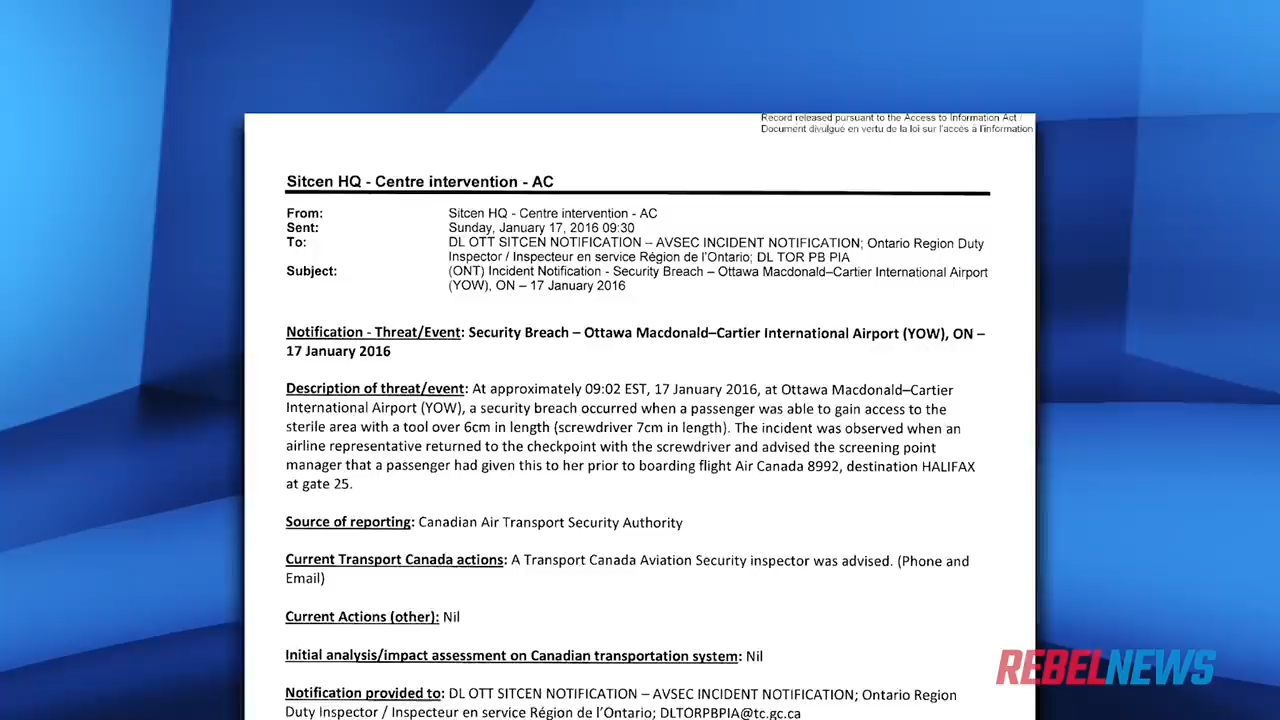 Record released pursuant to the Access to Information Act /
Document divulgué en vertu de la loi sur l'accès à l'information
Sitcen HQ - Centre intervention - AC
From: Sitcen HQ - Centre intervention - AC
Sent: Sunday, January 17, 2016 09:30
To: DL OTT SITCEN NOTIFICATION – AVSEC INCIDENT NOTIFICATION; Ontario Region Duty
Inspector / Inspecteur en service Région de l'Ontario; DL TOR PB PIA
Subject: (ONT) Incident Notification - Security Breach – Ottawa Macdonald–Cartier International Airport
(YOW), ON – 17 January 2016
Notification - Threat/Event: Security Breach – Ottawa Macdonald–Cartier International Airport (YOW), ON –
17 January 2016
Description of threat/event: At approximately 09:02 EST, 17 January 2016, at Ottawa Macdonald–Cartier
International Airport (YOW), a security breach occurred when a passenger was able to gain access to the
sterile area with a tool over 6cm in length (screwdriver 7cm in length). The incident was observed when an
airline representative returned to the checkpoint with the screwdriver and advised the screening point
manager that a passenger had given this to her prior to boarding flight Air Canada 8992, destination HALIFAX
at gate 25.
Source of reporting: Canadian Air Transport Security Authority
Current Transport Canada actions: A Transport Canada Aviation Security inspector was advised. (Phone and
Email)
Current Actions (other): Nil
Initial analysis/impact assessment on Canadian transportation system: Nil
Notification provided to: DL OTT SITCEN NOTIFICATION – AVSEC INCIDENT NOTIFICATION; Ontario Region
Duty Inspector / Inspecteur en service Région de l'Ontario; DLTORPBPIA@tc.gc.ca
REBELNEWS